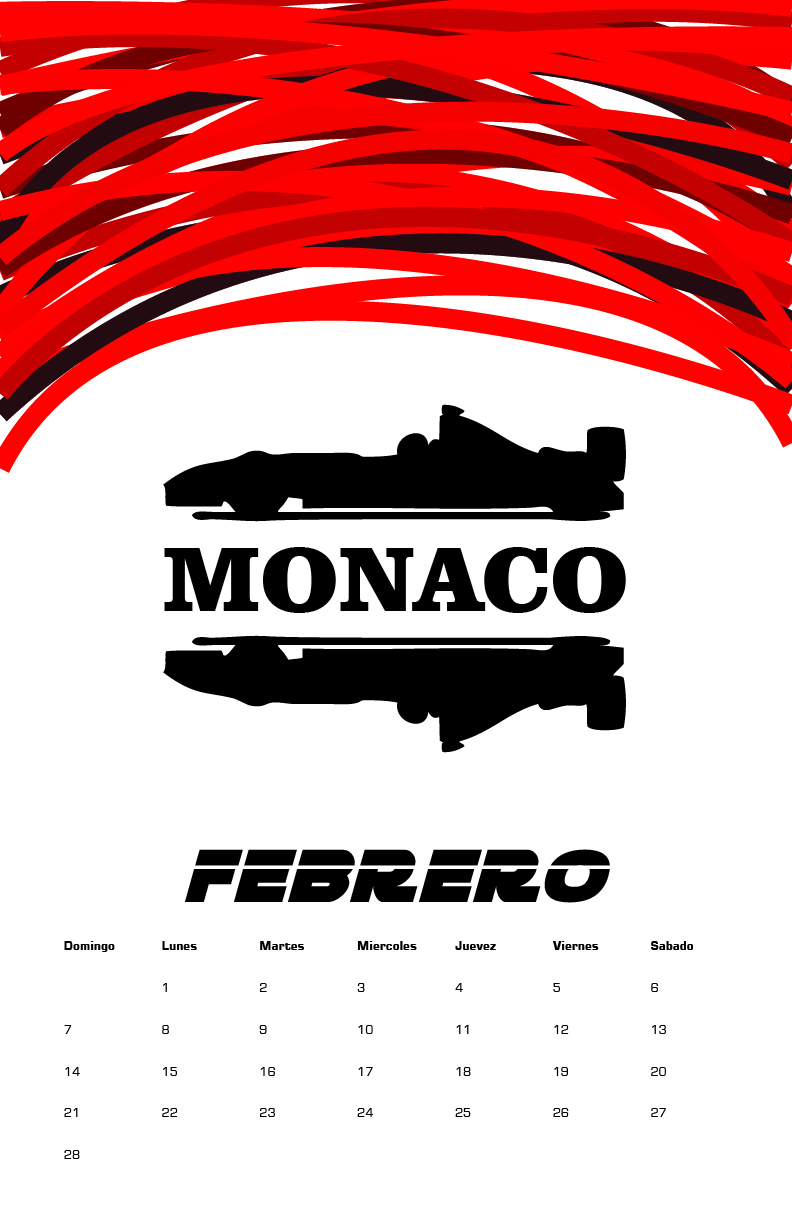 MONACO
FEBRERO
Domingo Lunes Martes Miercoles Juevez Viernes Sabado
1 2 3 4 5 6
7 8 9 10 11 12 13
14 15 16 17 18 19 20
21 22 23 24 25 26 27
28